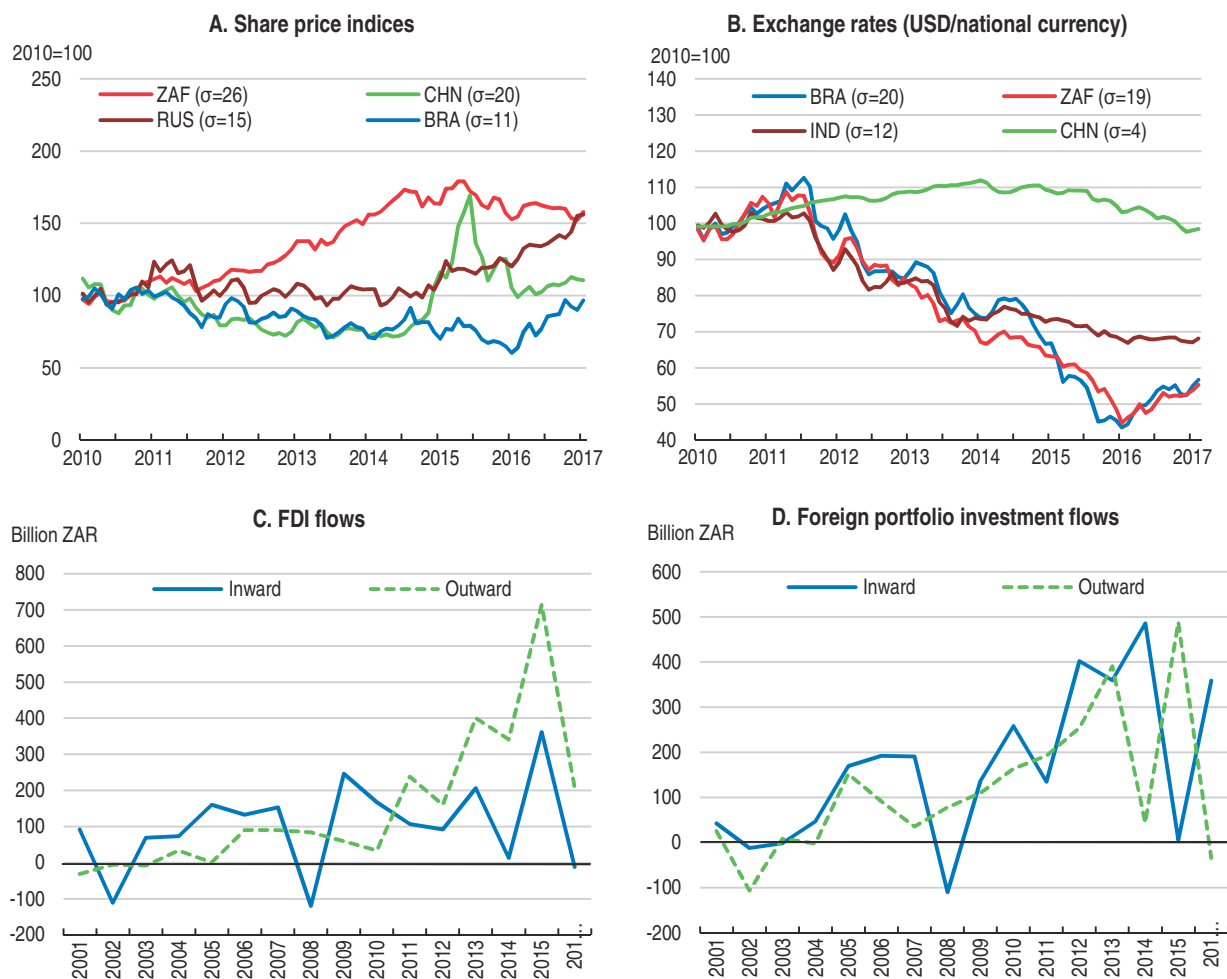 A. Share price indices
2010=100
250
200
150
100
50
0
ZAF (σ=26)
CHN (σ=20)
RUS (σ=15)
BRA (σ=11)
2010 2011 2012 2013 2014 2015 2016 2017
B. Exchange rates (USD/national currency)
2010=100
140
130
120
110
100
90
80
70
60
50
40
BRA (σ=20)
ZAF (σ=19)
IND (σ=12)
CHN (σ=4)
2010 2011 2012 2013 2014 2015 2016 2017
C. FDI flows
Billion ZAR
800
700
600
500
400
300
200
100
0
-100
-200
Inward
Outward
2001 2002 2003 2004 2005 2006 2007 2008 2009 2010 2011 2012 2013 2014 2015 201...
D. Foreign portfolio investment flows
Billion ZAR
600
500
400
300
200
100
0
-100
-200
Inward
Outward
2001 2002 2003 2004 2005 2006 2007 2008 2009 2010 2011 2012 2013 2014 2015 201...